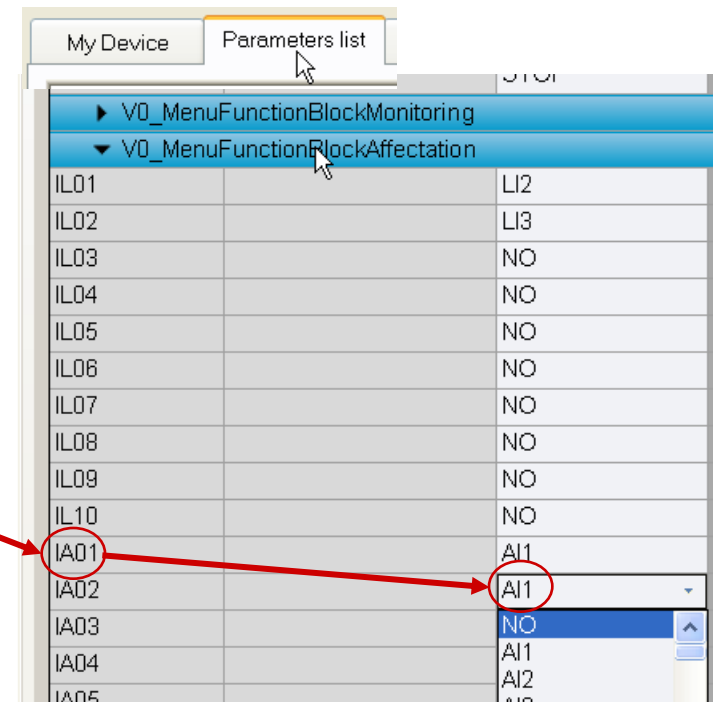 My Device Parameters list
V0_MenuFunctionBlockMonitoring
V0_MenuFunctionBlockAffectation
IL01 LI2
IL02 LI3
IL03 NO
IL04 NO
IL05 NO
IL06 NO
IL07 NO
IL08 NO
IL09 NO
IL10 NO
IA01 AI1
IA02 AI1
IA03 NO
IA04 AI1
AI2
IA05